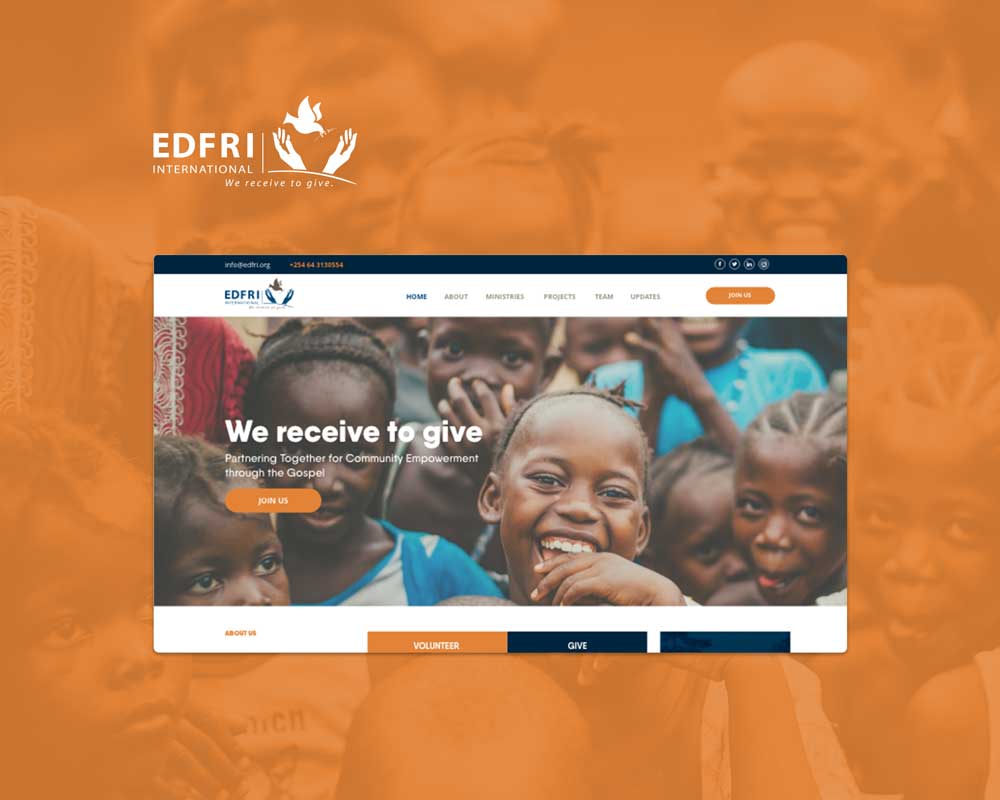 EDFRI
INTERNATIONAL
We receive to give.
info@edfri.org +254 64 3130554
EDFRI
INTERNATIONAL
We receive to give.
HOME ABOUT MINISTRIES PROJECTS TEAM UPDATES JOIN US
We receive to give
Partnering Together for Community Empowerment
through the Gospel
JOIN US
ABOUT US
VOLUNTEER GIVE